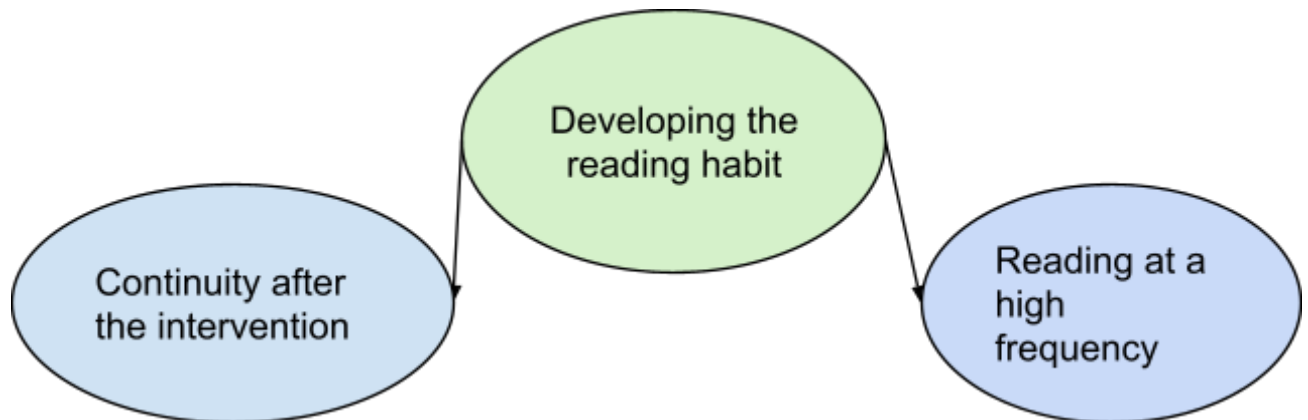 Developing the
reading habit
Continuity after
the intervention
Reading at a
high
frequency